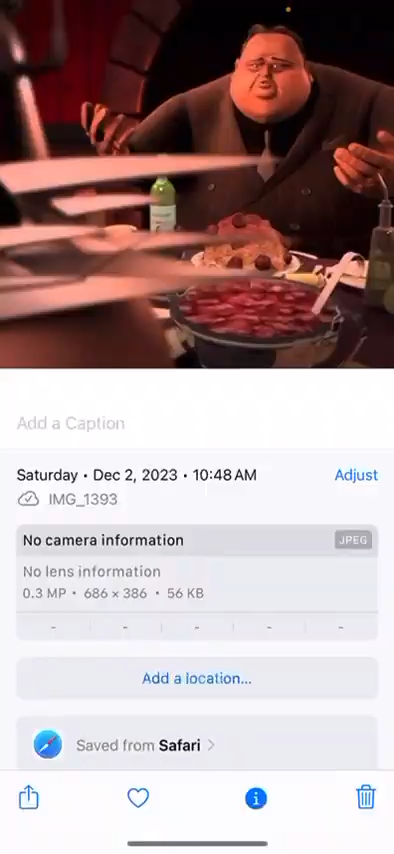 Add a Caption
Saturday • Dec 2, 2023 • 10:48 AM Adjust
IMG_1393
No camera information JPEG
No lens information
0.3 MP • 686 × 386 • 56 KB
- - - - -
Add a location...
Saved from Safari >